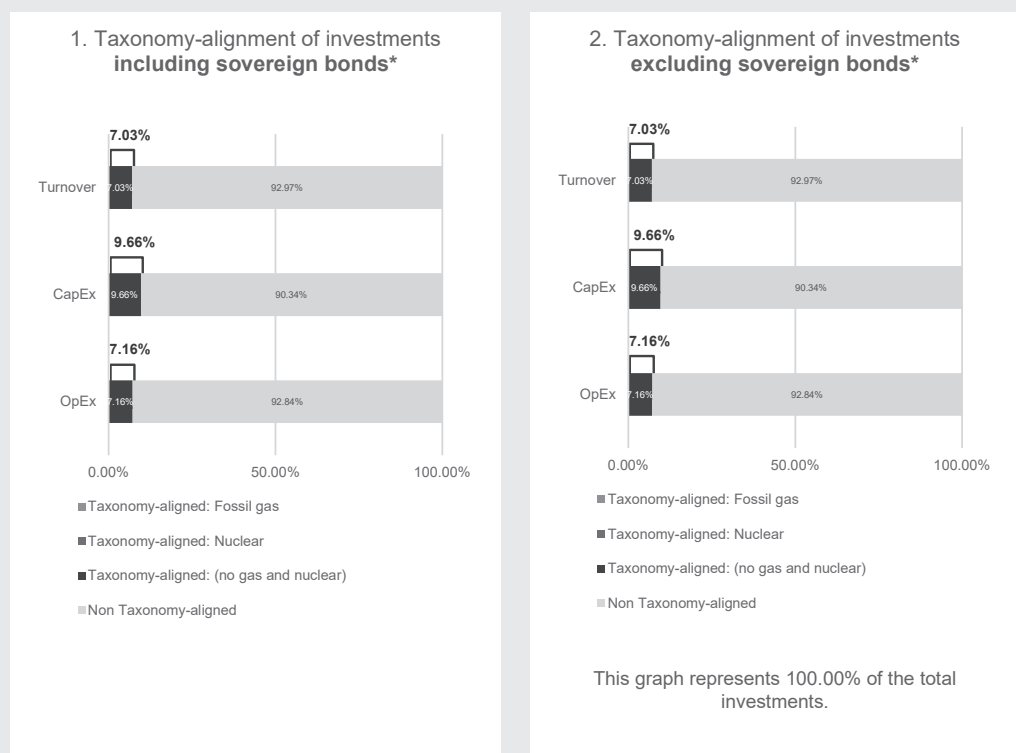 1. Taxonomy-alignment of investments
including sovereign bonds*
7.03%
Turnover
7.03%
92.97%
9.66%
CapEx
9.66%
90.34%
7.16%
OpEx
7.16%
92.84%
0.00%
50.00%
100.00%
Taxonomy-aligned: Fossil gas
Taxonomy-aligned: Nuclear
Taxonomy-aligned: (no gas and nuclear)
Non Taxonomy-aligned
2. Taxonomy-alignment of investments
excluding sovereign bonds*
7.03%
Turnover
7.03%
92.97%
9.66%
CapEx
9.66%
90.34%
7.16%
OpEx
7.16%
92.84%
0.00%
50.00%
100.00%
Taxonomy-aligned: Fossil gas
Taxonomy-aligned: Nuclear
Taxonomy-aligned: (no gas and nuclear)
Non Taxonomy-aligned
This graph represents 100.00% of the total
investments.